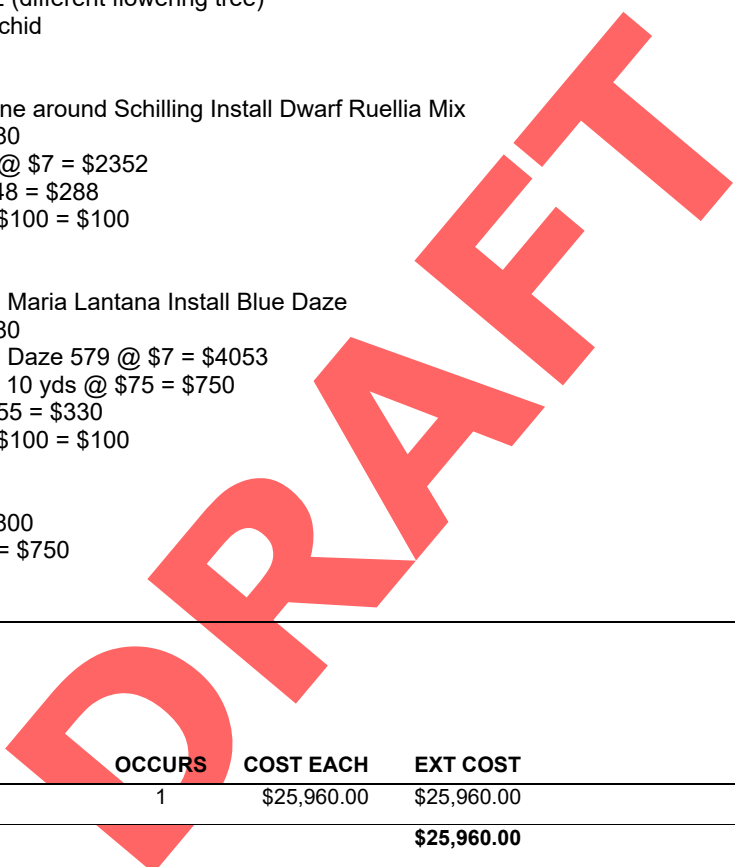 (different flowering tree)
chid
ne around Schilling Install Dwarf Ruellia Mix
30
@ $7 = $2352
48 = $288
$100 = $100
Maria Lantana Install Blue Daze
30
Daze 579 @ $7 = $4053
10 yds @ $75 = $750
55 = $330
$100 = $100
300
= $750
DRAFT
OCCURS COST EACH EXT COST
1 $25,960.00 $25,960.00
$25,960.00